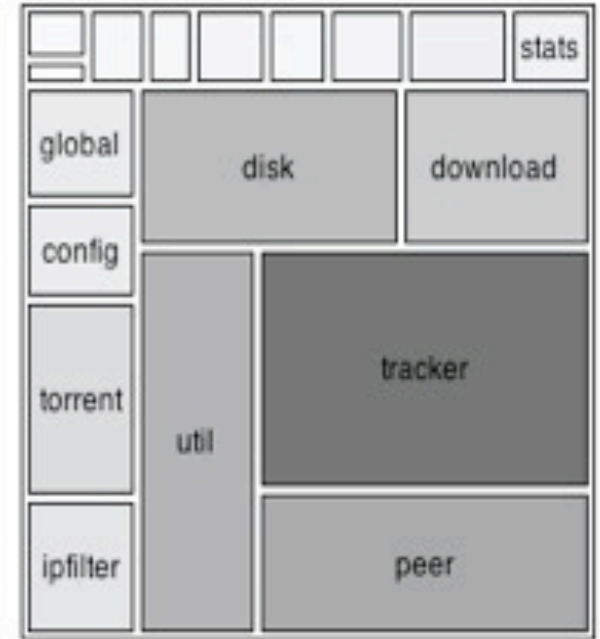 stats
global
disk
download
config
tracker
torrent
util
ipfilter
peer